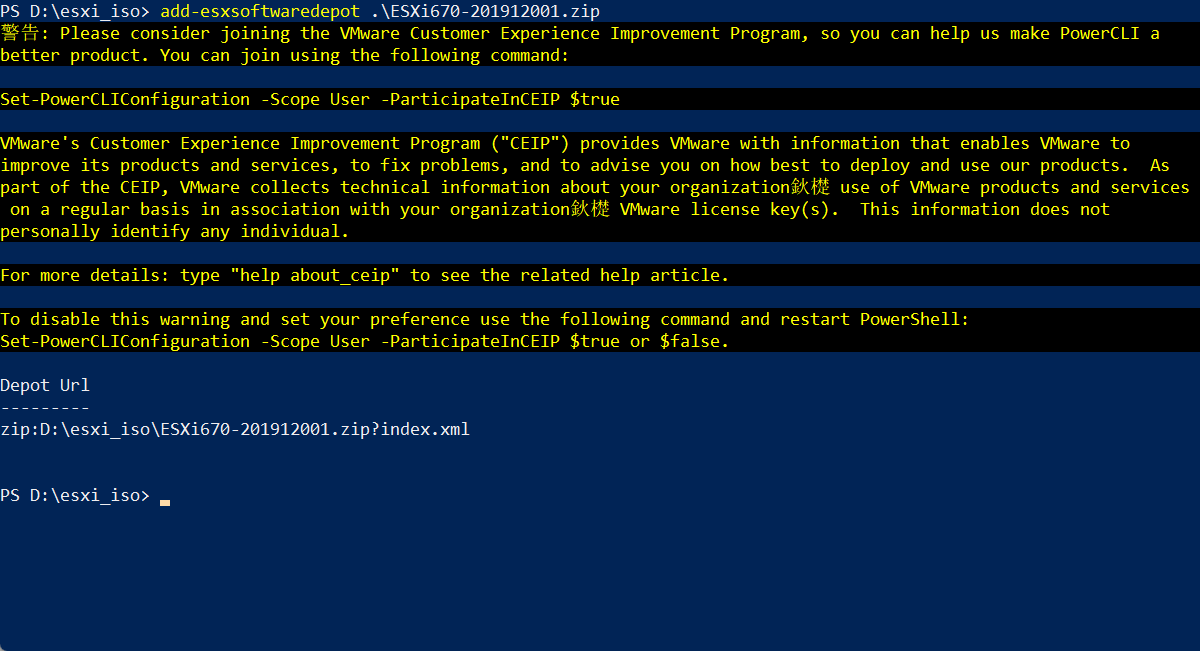 PS D:\esxi_iso> add-esxsoftwaredepot .\ESXi670-201912001.zip
警告: Please consider joining the VMware Customer Experience Improvement Program, so you can help us make PowerCLI a
better product. You can join using the following command:
Set-PowerCLIConfiguration -Scope User -ParticipateInCEIP $true
VMware's Customer Experience Improvement Program ("CEIP") provides VMware with information that enables VMware to
improve its products and services, to fix problems, and to advise you on how best to deploy and use our products.  As
part of the CEIP, VMware collects technical information about your organization鈥檚 use of VMware products and services
on a regular basis in association with your organization鈥檚 VMware license key(s).  This information does not
personally identify any individual.
For more details: type "help about_ceip" to see the related help article.
To disable this warning and set your preference use the following command and restart PowerShell:
Set-PowerCLIConfiguration -Scope User -ParticipateInCEIP $true or $false.
Depot Url
---------
zip:D:\esxi_iso\ESXi670-201912001.zip?index.xml
PS D:\esxi_iso>